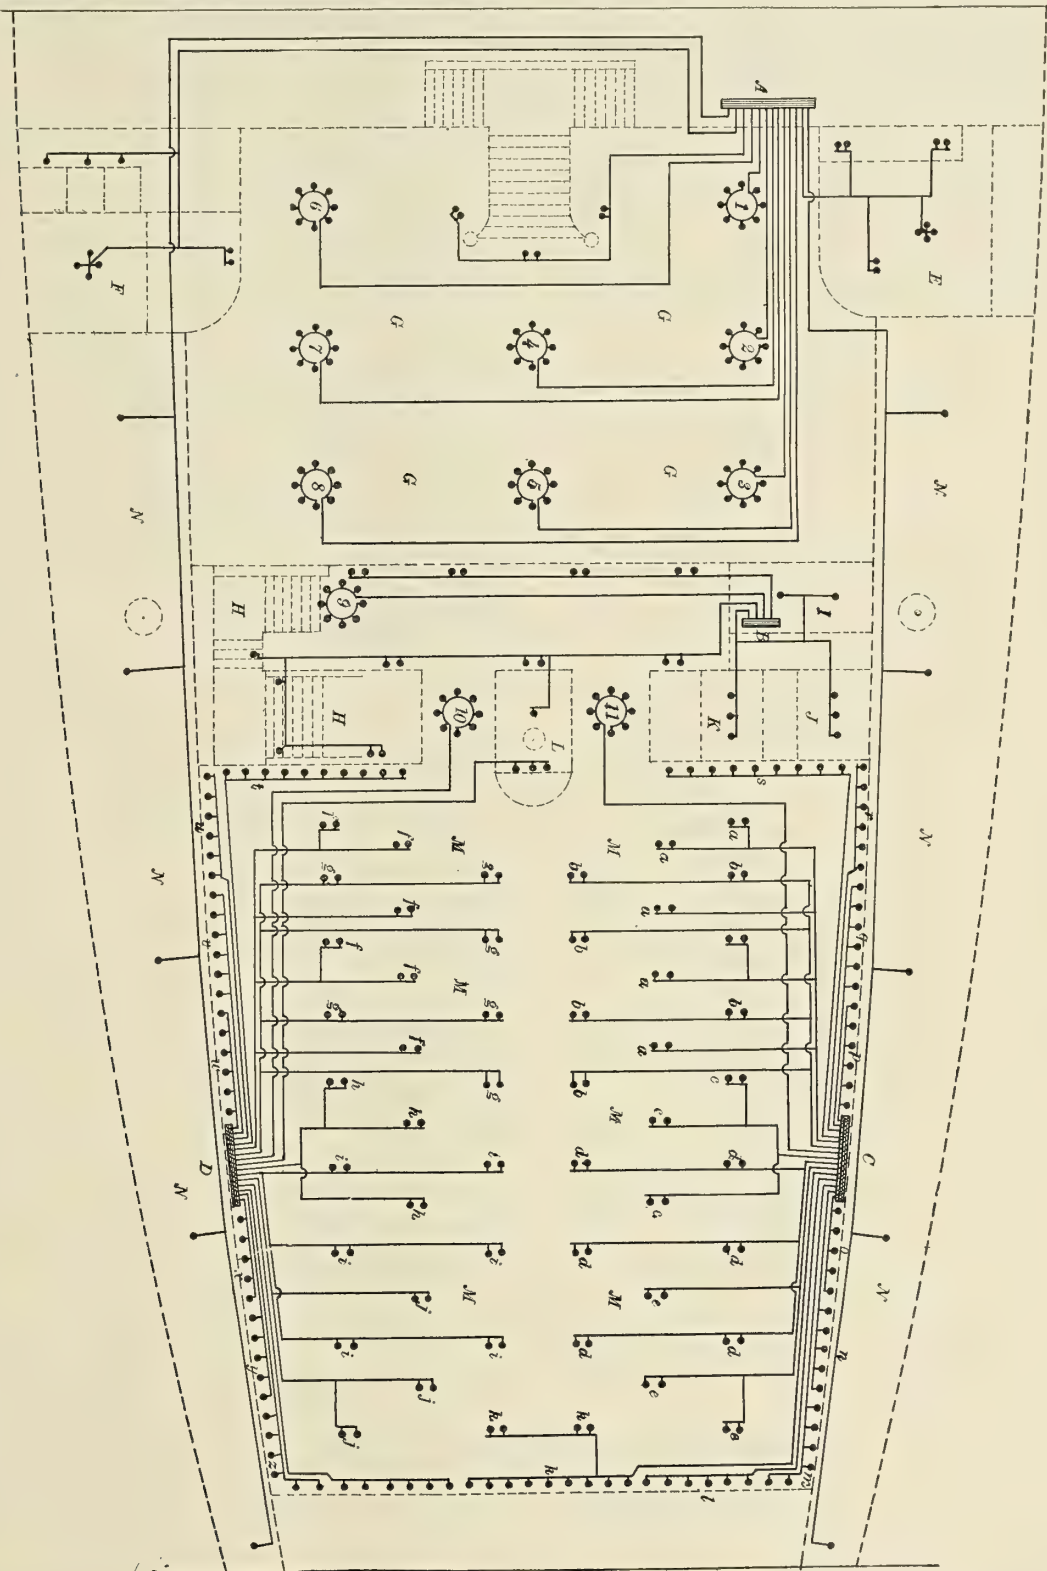 A
1
6
F
E
G
G
7
4
2
G
G
8
5
3
N
N
H
9
I
B
H
10
11
K
J
L
t
s
r
u
j
j
M
M
a
a
g
g
b
b
N
N
f
a
v
g
b
q
f
f
M
a
g
g
b
b
f
a
p
w
g
b
h
c
h
M
c
D
i
i
d
d
C
N
h
c
o
i
i
d
d
x
j
M
M
e
N
i
i
d
d
n
y
j
e
j
e
k
k
z
k
m
l